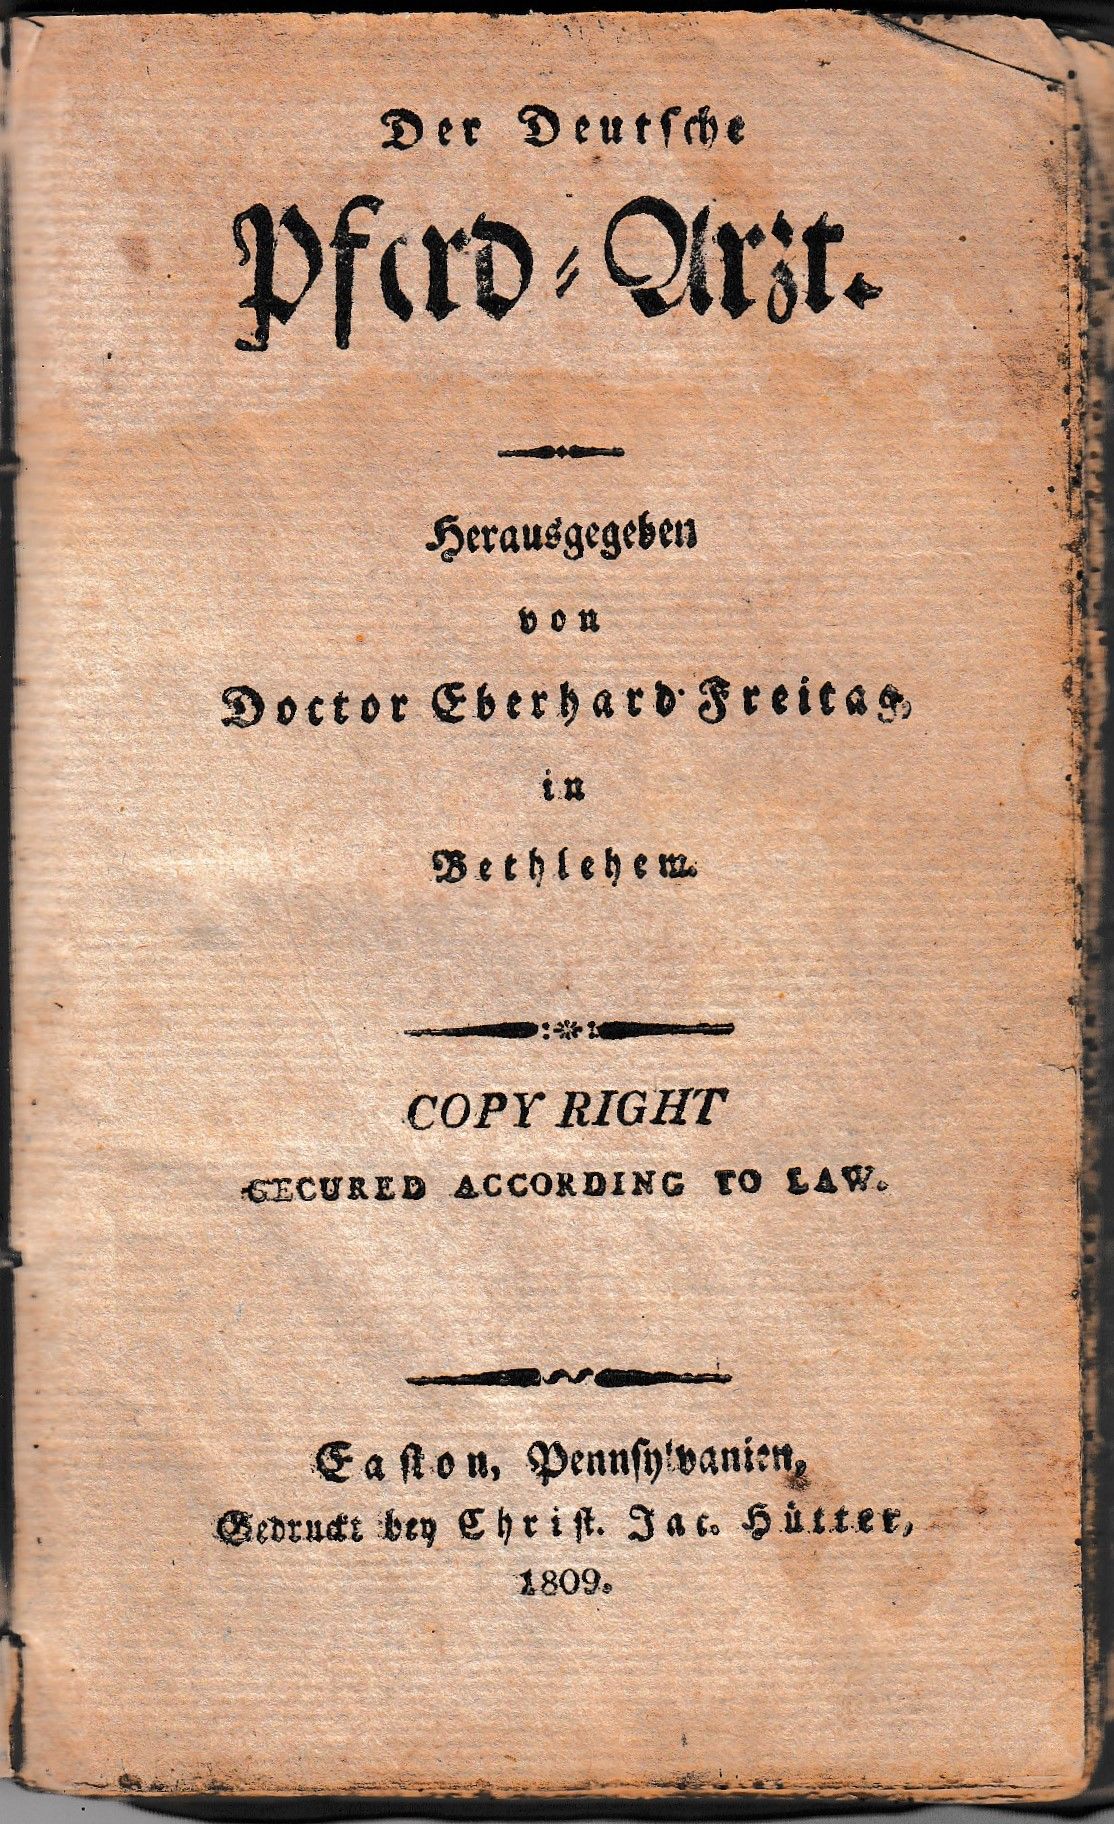 Der Deutsche
Pferd-Arzt.
Herausgegeben
von
Doctor Eberhard Freitag,
in
Bethlehem.
COPY RIGHT
SECURED ACCORDING TO LAW.
Easton, Pennsylvanien,
Gedruckt bey Christ. Jac. Hütter,
1809.